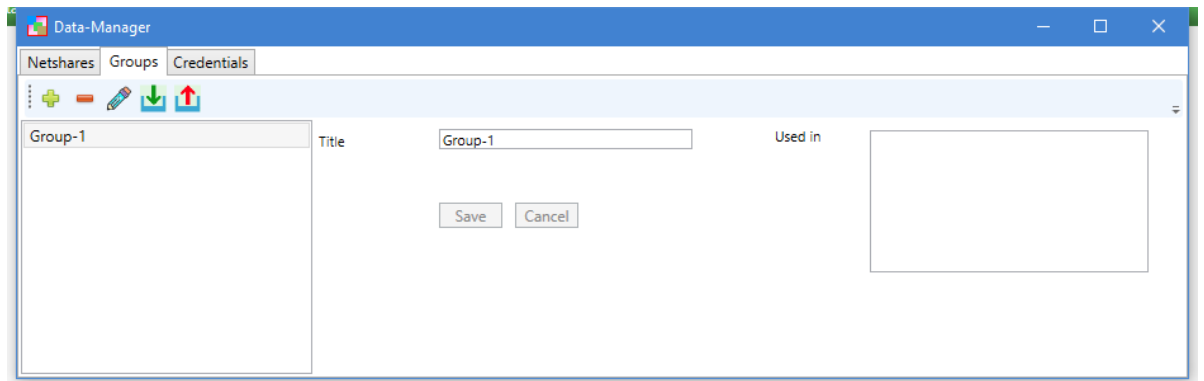 Data-Manager
Netshares Groups Credentials
Group-1
Title Group-1 Used in
Save Cancel